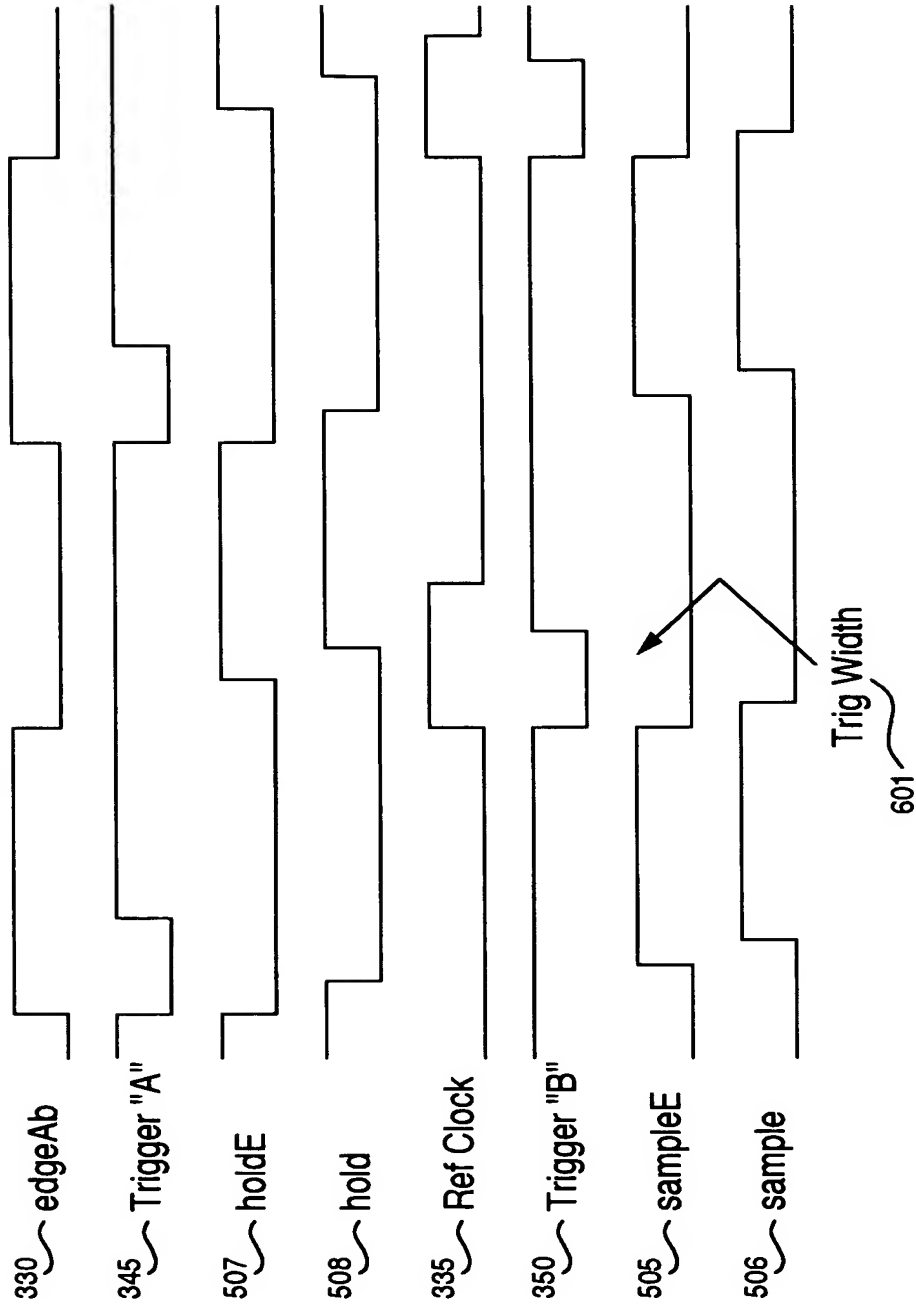 330 edgeAb
345 Trigger "A"
507 holdE
508 hold
335 Ref Clock
350 Trigger "B"
505 sampleE
506 sample
Trig Width
601